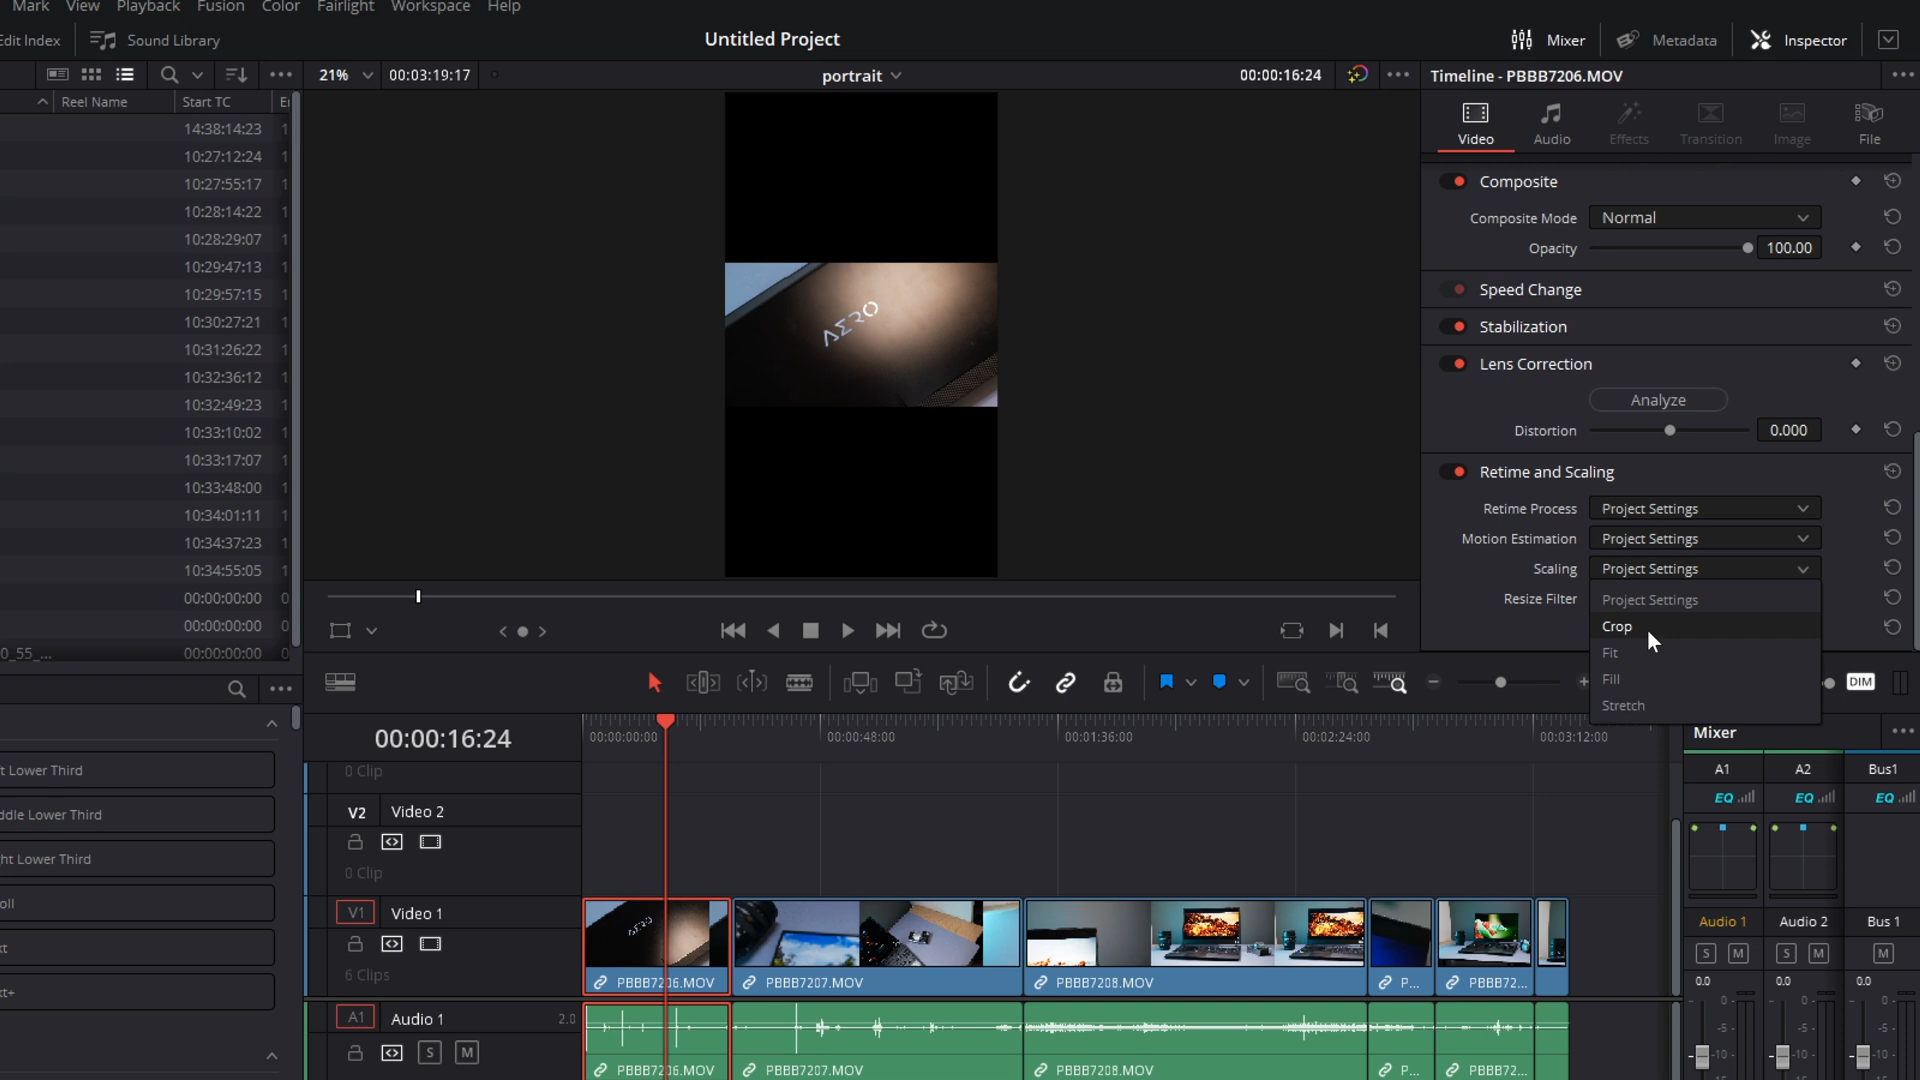 Mark View Playback Fusion Color Fairlight Workspace Help
Edit Index Sound Library Untitled Project Mixer Metadata Inspector
21% 00:03:19:17 portrait 00:00:16:24 Timeline - PBBB7206.MOV
Reel Name Start TC
Video Audio Effects Transition Image File
14:38:14:23
10:27:12:24
10:27:55:17
10:28:14:22
10:28:29:07
10:29:47:13
10:29:57:15
10:30:27:21
10:31:26:22
10:32:36:12
10:32:49:23
10:33:10:02
10:33:17:07
10:33:48:00
10:34:01:11
10:34:37:23
10:34:55:05
00:00:00:00
00:00:00:00
0_55_... 00:00:00:00
AERO
Composite
Composite Mode Normal
Opacity 100.00
Speed Change
Stabilization
Lens Correction
Analyze
Distortion 0.000
Retime and Scaling
Retime Process Project Settings
Motion Estimation Project Settings
Scaling Project Settings
Resize Filter Project Settings
Crop
Fit
Fill
Stretch
DIM
t Lower Third
ddle Lower Third
ht Lower Third
oll
xt
xt+
00:00:16:24 00:00:00:00 00:00:48:00 00:01:36:00 00:02:24:00 00:03:12:00
0 Clip
V2 Video 2
0 Clip
V1 Video 1
6 Clips
PBBB7206.MOV PBBB7207.MOV PBBB7208.MOV P... PBBB72...
A1 Audio 1 2.0
S M
PBBB7206.MOV PBBB7207.MOV PBBB7208.MOV P... PBBB72...
Mixer
A1 A2 Bus1
EQ EQ EQ
Audio 1 Audio 2 Bus 1
S M S M M
0.0 0.0 0.0
0- 0- 0-
-5- -5- -5-
-10- -10- -10-